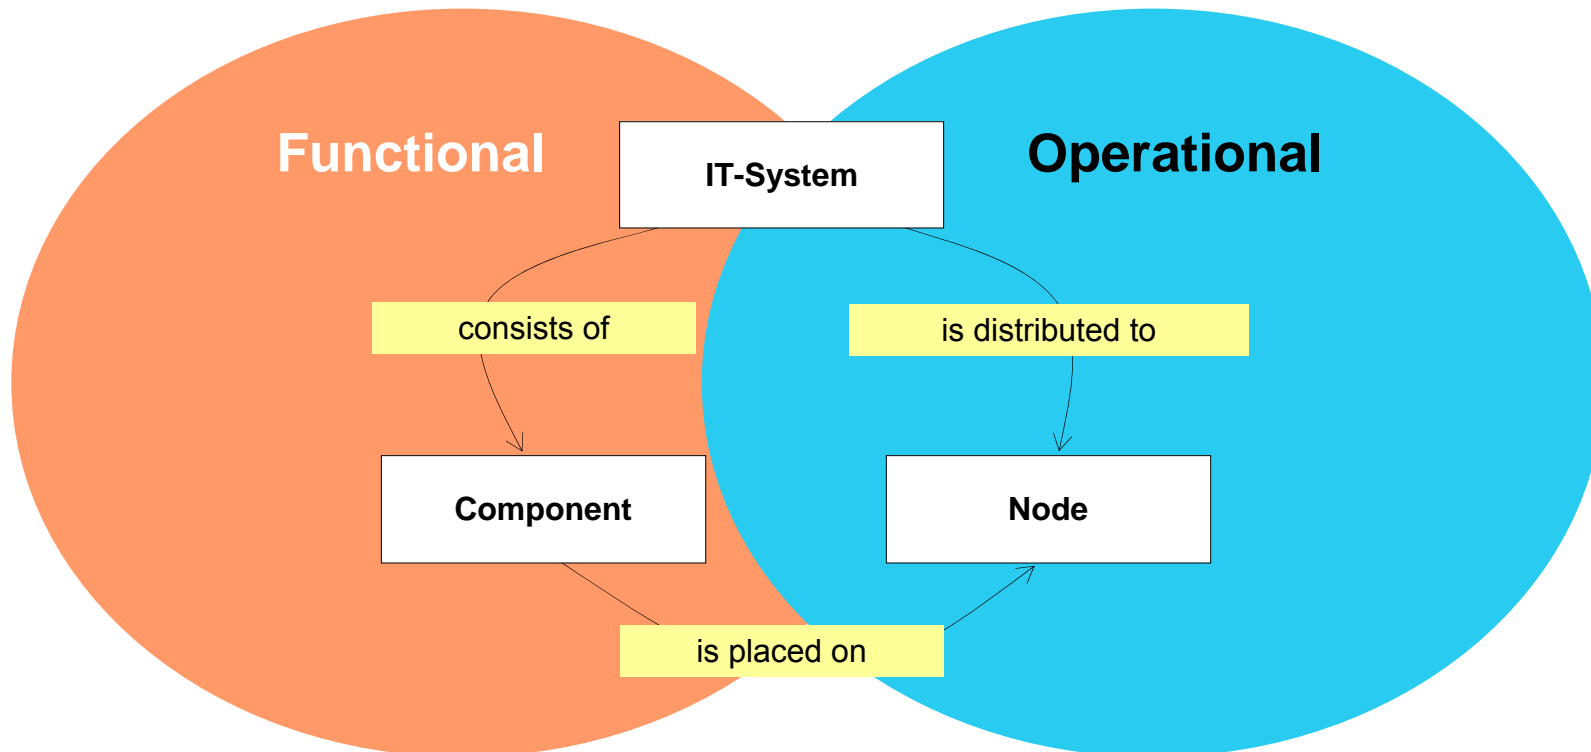 Functional
Operational
IT-System
consists of
is distributed to
Component
Node
is placed on